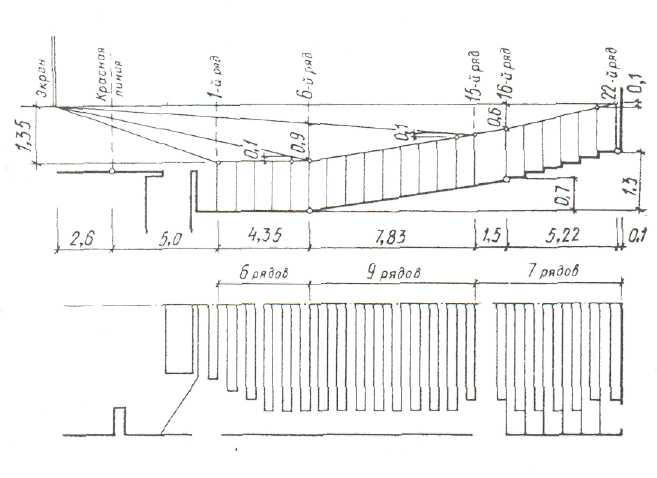 Экран
Красная
линия
1-й ряд
6-й ряд
15-й ряд
16-й ряд
22-й ряд
0,1
1,35
0,1
0,9
0,1
0,6
0,7
1,3
2,6
5,0
4,35
7,83
1,5
5,22
0,1
6 рядов
9 рядов
7 рядов